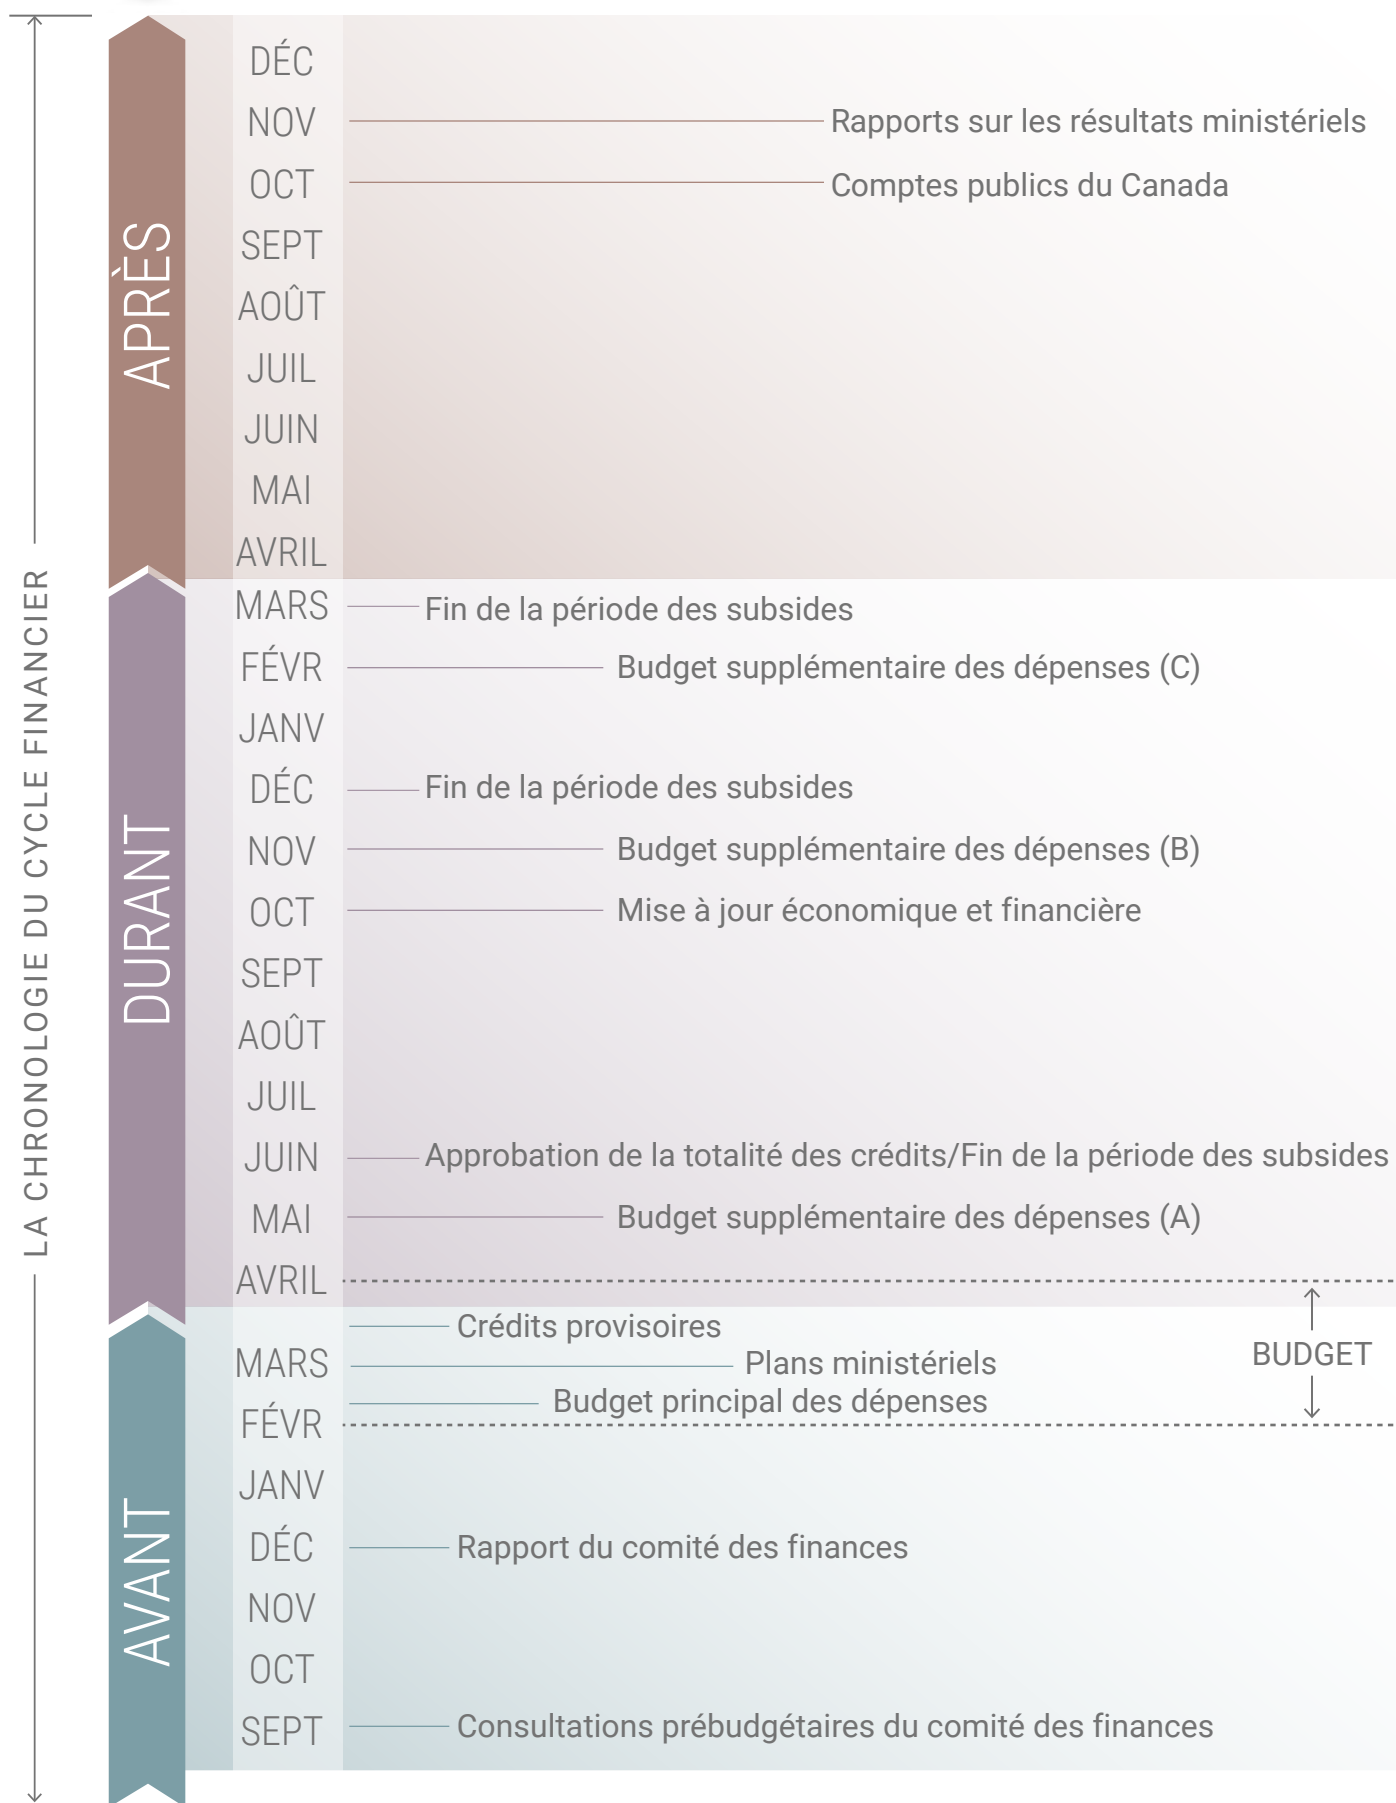 LA CHRONOLOGIE DU CYCLE FINANCIER
APRÈS
DÉC
NOV Rapports sur les résultats ministériels
OCT Comptes publics du Canada
SEPT
AOÛT
JUIL
JUIN
MAI
AVRIL
DURANT
MARS Fin de la période des subsides
FÉVR Budget supplémentaire des dépenses (C)
JANV
DÉC Fin de la période des subsides
NOV Budget supplémentaire des dépenses (B)
OCT Mise à jour économique et financière
SEPT
AOÛT
JUIL
JUIN Approbation de la totalité des crédits/Fin de la période des subsides
MAI Budget supplémentaire des dépenses (A)
AVRIL
AVANT
Crédits provisoires
BUDGET
MARS Plans ministériels
Budget principal des dépenses
FÉVR
JANV
DÉC Rapport du comité des finances
NOV
OCT
SEPT Consultations prébudgétaires du comité des finances